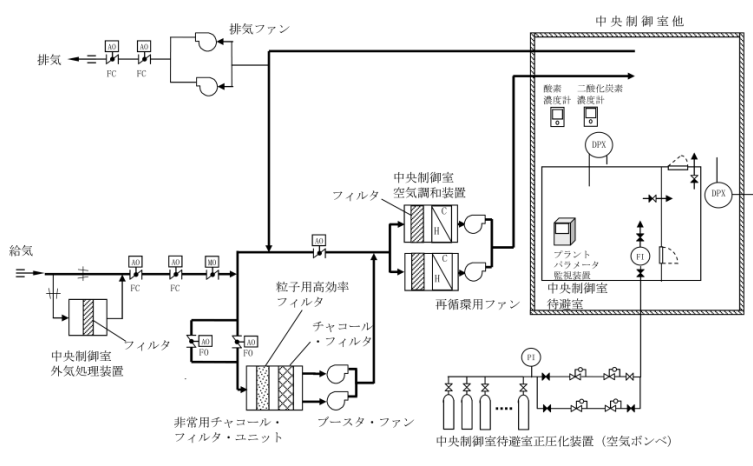 中央制御室他
排気ファン
排気
AO
AO
FC
FC
酸素
濃度計
二酸化炭素
濃度計
DPX
DPX
中央制御室
空気調和装置
フィルタ
C
H
C
H
プラント
パラメータ
監視装置
FI
中央制御室
待避室
給気
AO
AO
MO
FC
FC
AO
再循環用ファン
粒子用高効率
フィルタ
チャコール
・フィルタ
AO
FO
AO
FO
フィルタ
中央制御室
外気処理装置
PI
非常用チャコール・
フィルタ・ユニット
ブースタ・ファン
中央制御室待避室正圧化装置（空気ボンベ）